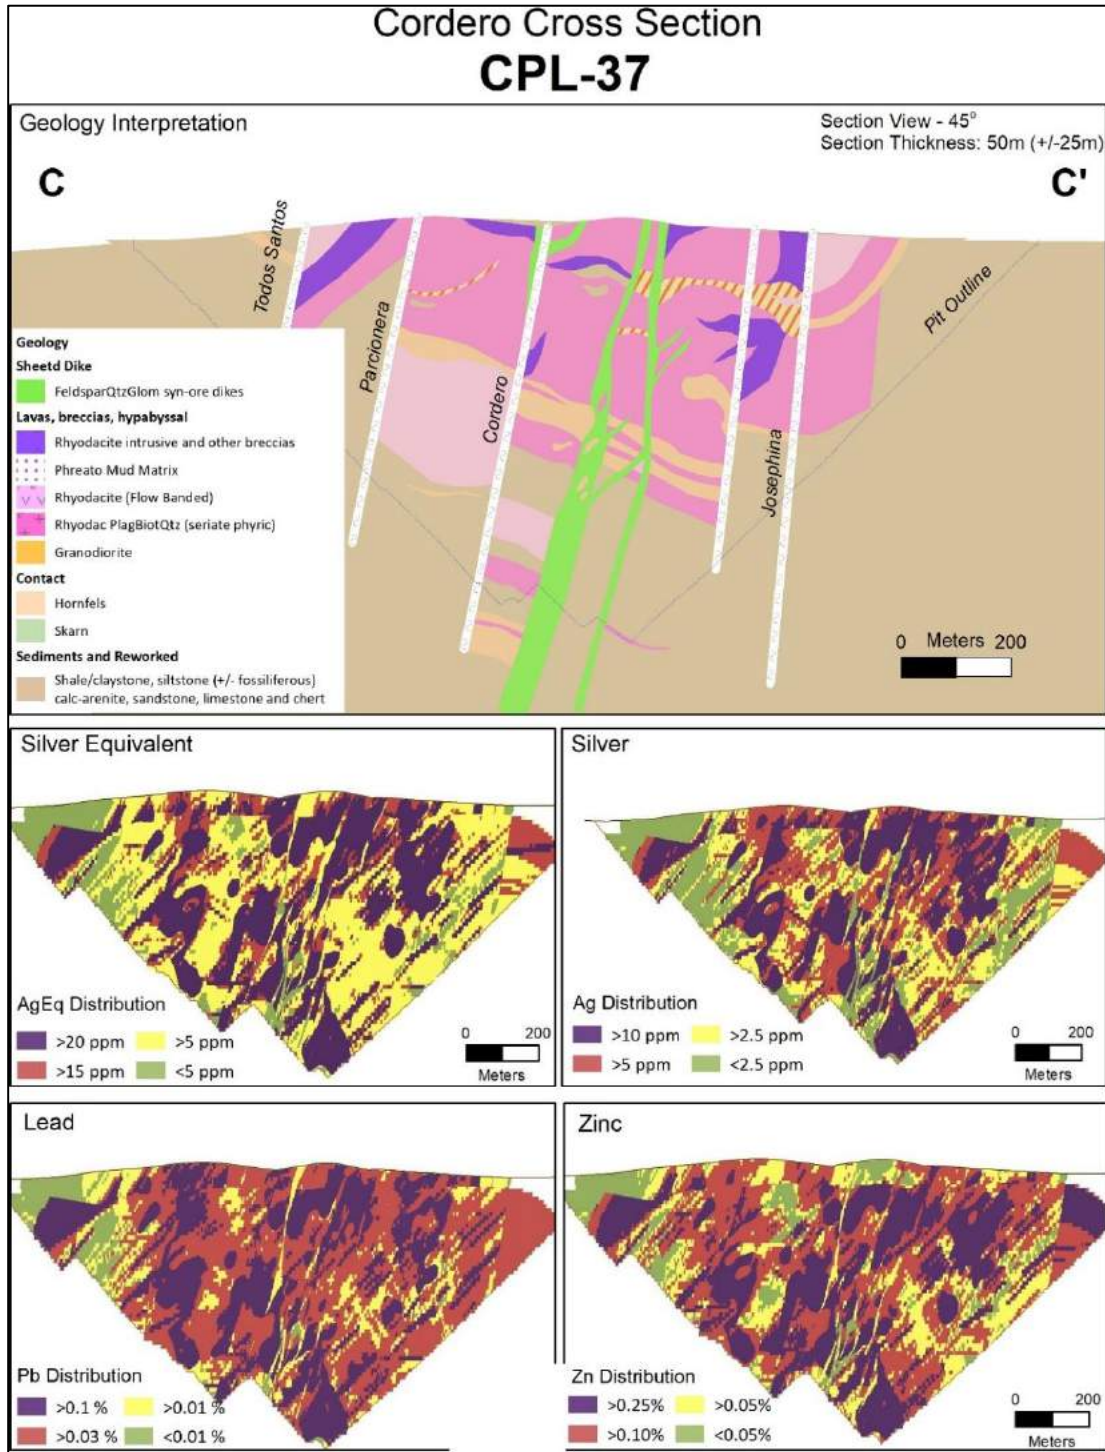 Cordero Cross Section
CPL-37
Geology Interpretation
Section View - 45°
Section Thickness: 50m (+/-25m)
C
C'
Todos Santos
Parcionera
Cordero
Josephina
Pit Outline
Geology
Sheetd Dike
FeldsparQtzGlom syn-ore dikes
Lavas, breccias, hypabyssal
Rhyodacite intrusive and other breccias
Phreato Mud Matrix
Rhyodacite (Flow Banded)
Rhyodac PlagBiotQtz (seriate phyric)
Granodiorite
Contact
Hornfels
Skarn
Sediments and Reworked
Shale/claystone, siltstone (+/- fossiliferous)
calc-arenite, sandstone, limestone and chert
0 Meters 200
Silver Equivalent
AgEq Distribution
>20 ppm >5 ppm
>15 ppm <5 ppm
0 200
Meters
Silver
Ag Distribution
>10 ppm >2.5 ppm
>5 ppm <2.5 ppm
0 200
Meters
Lead
Pb Distribution
>0.1 % >0.01 %
>0.03 % <0.01 %
Zinc
Zn Distribution
>0.25% >0.05%
>0.10% <0.05%
0 200
Meters